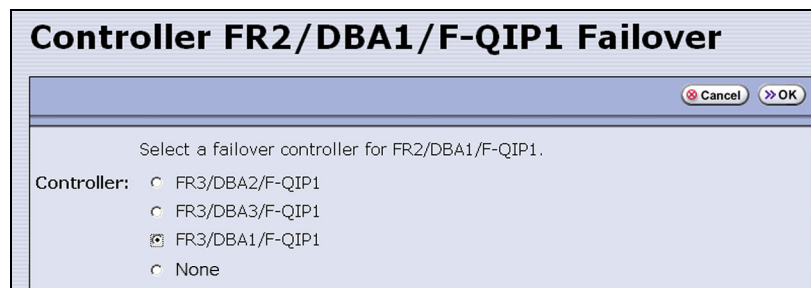 Controller FR2/DBA1/F-QIP1 Failover
Cancel OK
Select a failover controller for FR2/DBA1/F-QIP1.
Controller: FR3/DBA2/F-QIP1
FR3/DBA3/F-QIP1
FR3/DBA1/F-QIP1
None